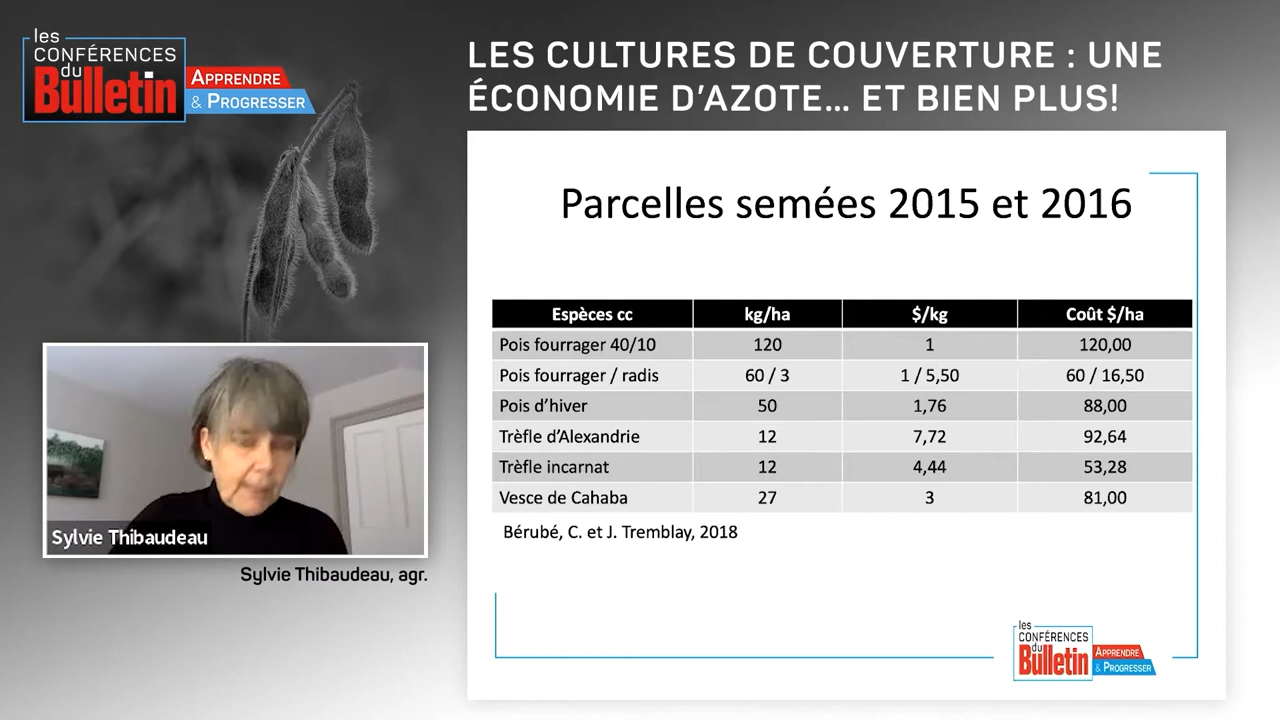 les
CONFÉRENCES
du
Bulletin
APPRENDRE
& PROGRESSER
LES CULTURES DE COUVERTURE : UNE
ÉCONOMIE D'AZOTE... ET BIEN PLUS!
Parcelles semées 2015 et 2016
Espèces cc kg/ha $/kg Coût $/ha
Pois fourrager 40/10 120 1 120,00
Pois fourrager / radis 60 / 3 1 / 5,50 60 / 16,50
Pois d'hiver 50 1,76 88,00
Trèfle d'Alexandrie 12 7,72 92,64
Trèfle incarnat 12 4,44 53,28
Vesce de Cahaba 27 3 81,00
Bérubé, C. et J. Tremblay, 2018
Sylvie Thibaudeau
Sylvie Thibaudeau, agr.
les
CONFÉRENCES
du
Bulletin
APPRENDRE
& PROGRESSER